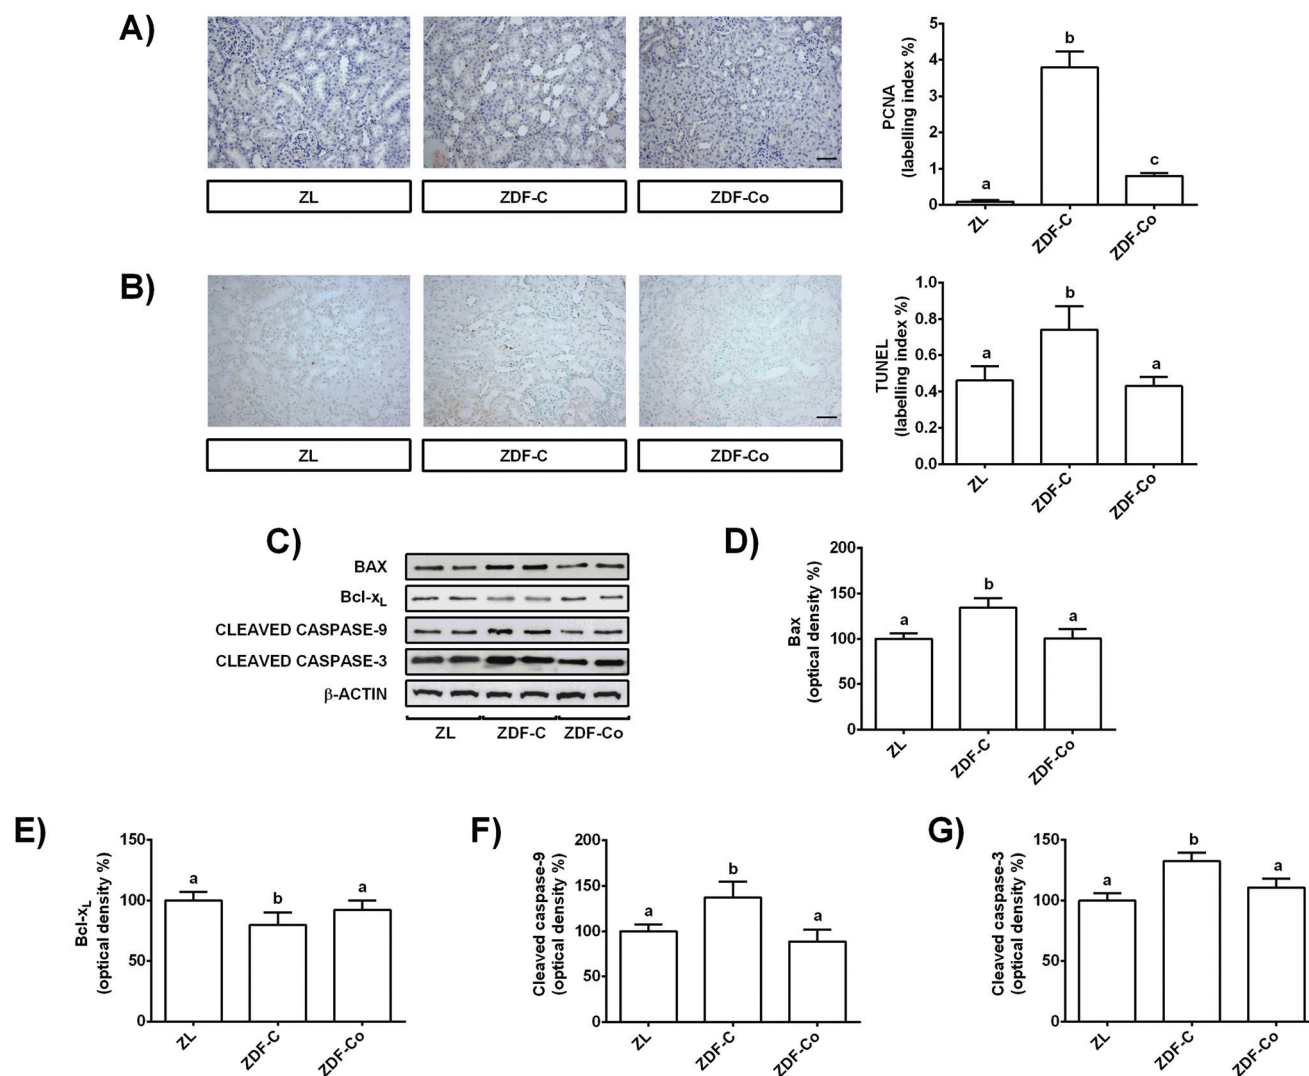 A)
ZL
ZDF-C
ZDF-Co
PCNA
(labelling index %)
5
4
3
2
1
0
a
b
c
ZL
ZDF-C
ZDF-Co
B)
ZL
ZDF-C
ZDF-Co
TUNEL
(labelling index %)
1.0
0.8
0.6
0.4
0.2
0.0
a
b
a
ZL
ZDF-C
ZDF-Co
C)
BAX
Bcl-xL
CLEAVED CASPASE-9
CLEAVED CASPASE-3
β-ACTIN
ZL
ZDF-C
ZDF-Co
D)
Bax
(optical density %)
200
150
100
50
0
a
b
a
ZL
ZDF-C
ZDF-Co
E)
Bcl-xL
(optical density %)
150
100
50
0
a
b
a
ZL
ZDF-C
ZDF-Co
F)
Cleaved caspase-9
(optical density %)
200
150
100
50
0
a
b
a
ZL
ZDF-C
ZDF-Co
G)
Cleaved caspase-3
(optical density %)
150
100
50
0
a
b
a
ZL
ZDF-C
ZDF-Co